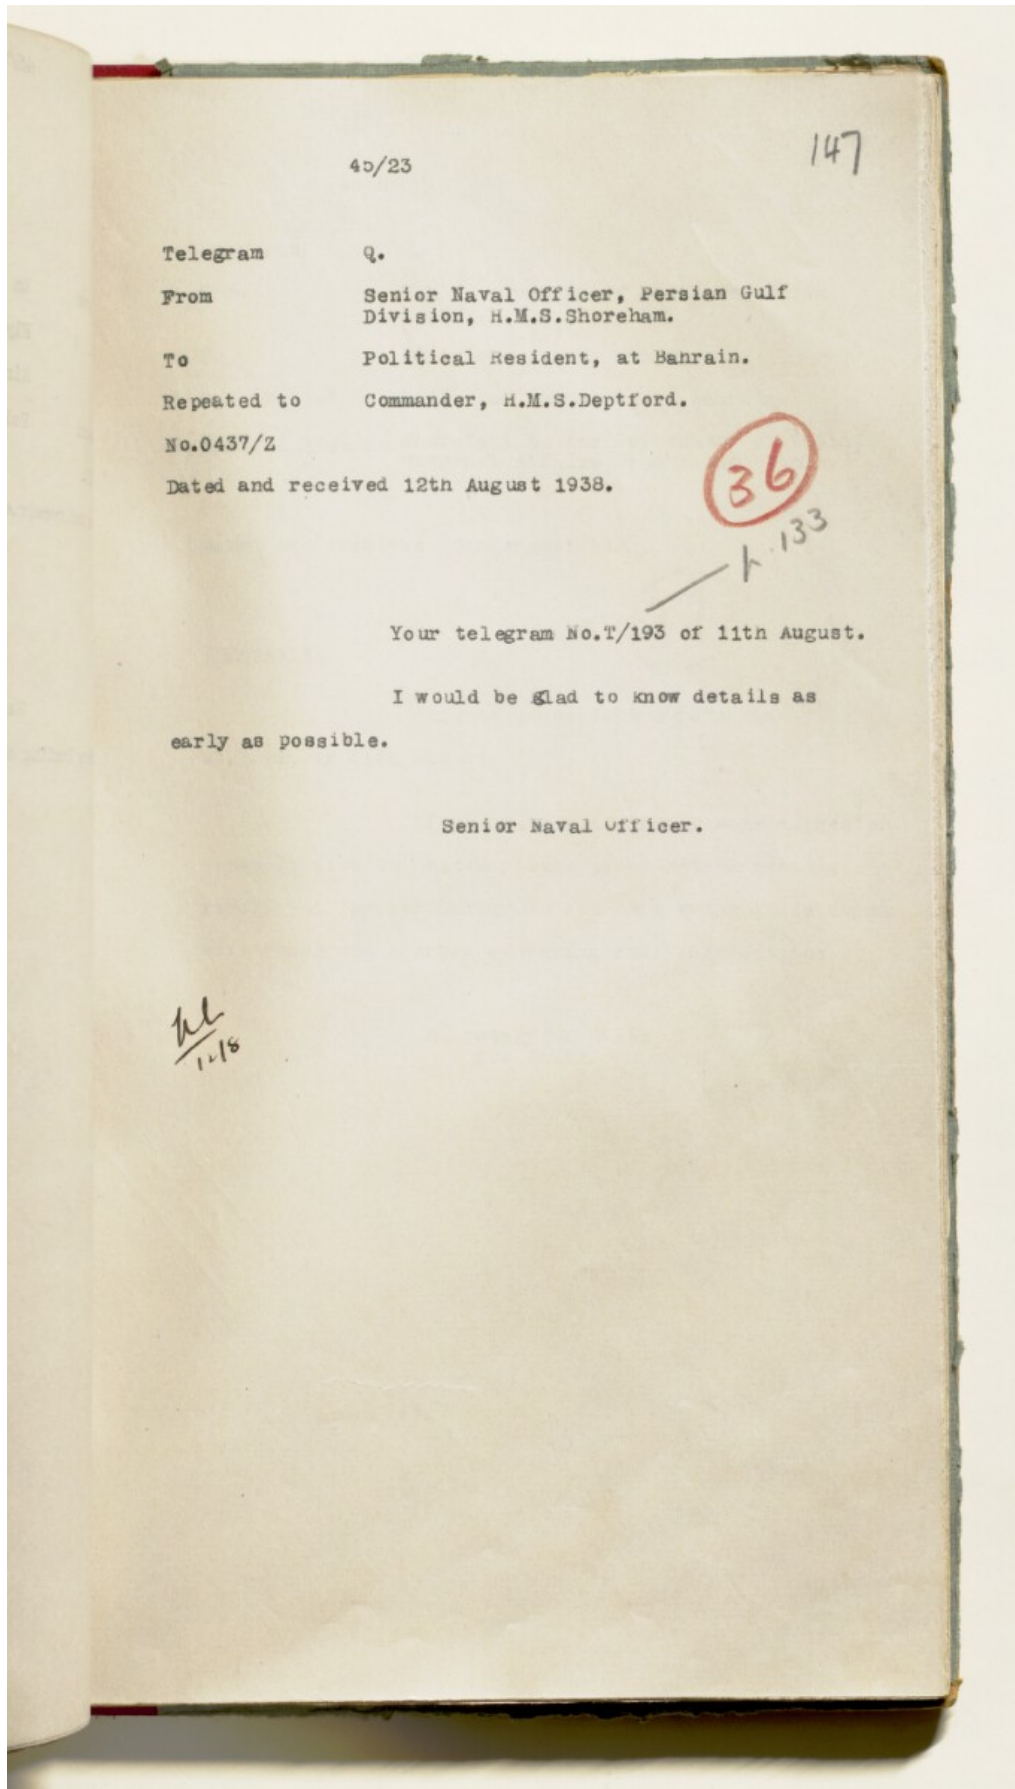 147
45/23
Telegram Q.
From Senior Naval Officer, Persian Gulf
Division, H.M.S.Shoreham.
To Political Resident, at Bahrain.
Repeated to Commander, H.M.S.Deptford.
No.0437/Z
Dated and received 12th August 1938.
36
p.133
Your telegram No.T/193 of 11th August.
I would be glad to know details as
early as possible.
Senior Naval Officer.
12/8